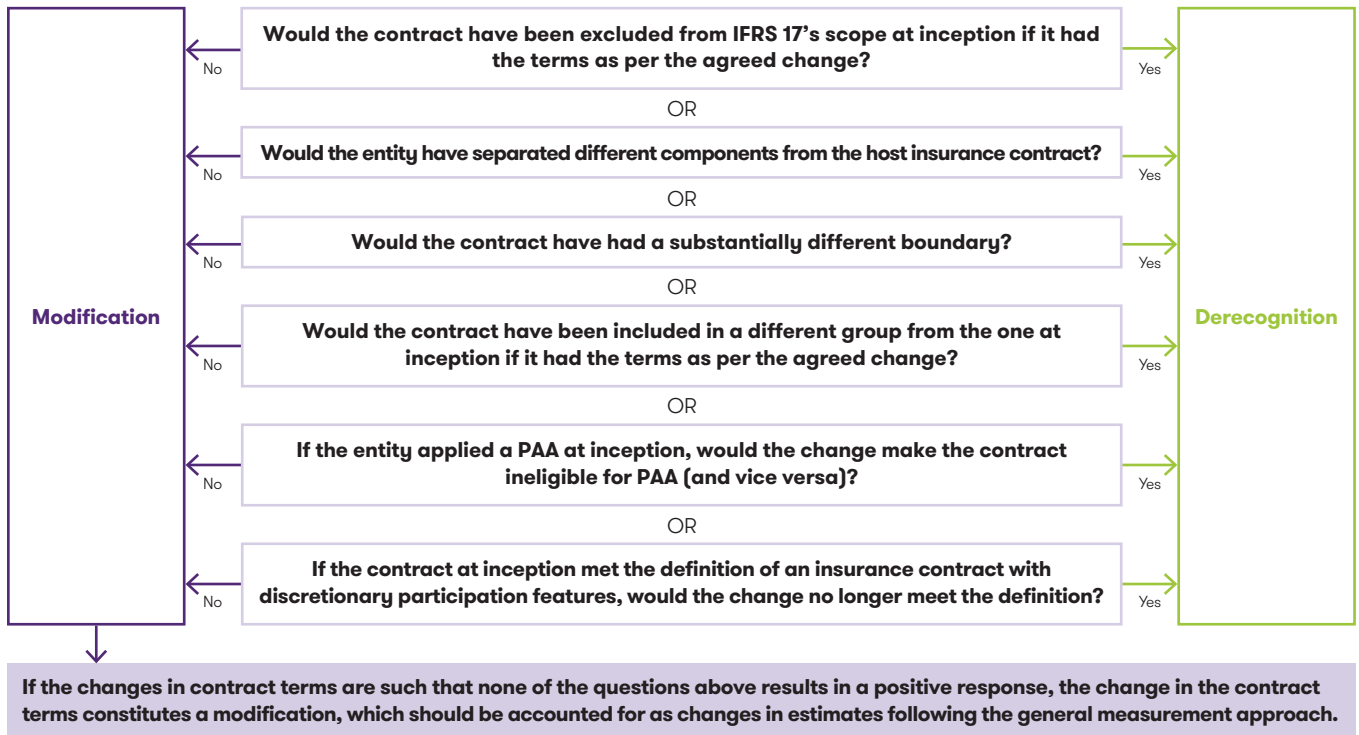 Would the contract have been excluded from IFRS 17's scope at inception if it had
the terms as per the agreed change?
No
Yes
OR
Would the entity have separated different components from the host insurance contract?
No
Yes
OR
Would the contract have had a substantially different boundary?
No
Yes
OR
Modification
Derecognition
Would the contract have been included in a different group from the one at
inception if it had the terms as per the agreed change?
No
Yes
OR
If the entity applied a PAA at inception, would the change make the contract
ineligible for PAA (and vice versa)?
No
Yes
OR
If the contract at inception met the definition of an insurance contract with
discretionary participation features, would the change no longer meet the definition?
No
Yes
If the changes in contract terms are such that none of the questions above results in a positive response, the change in the contract
terms constitutes a modification, which should be accounted for as changes in estimates following the general measurement approach.